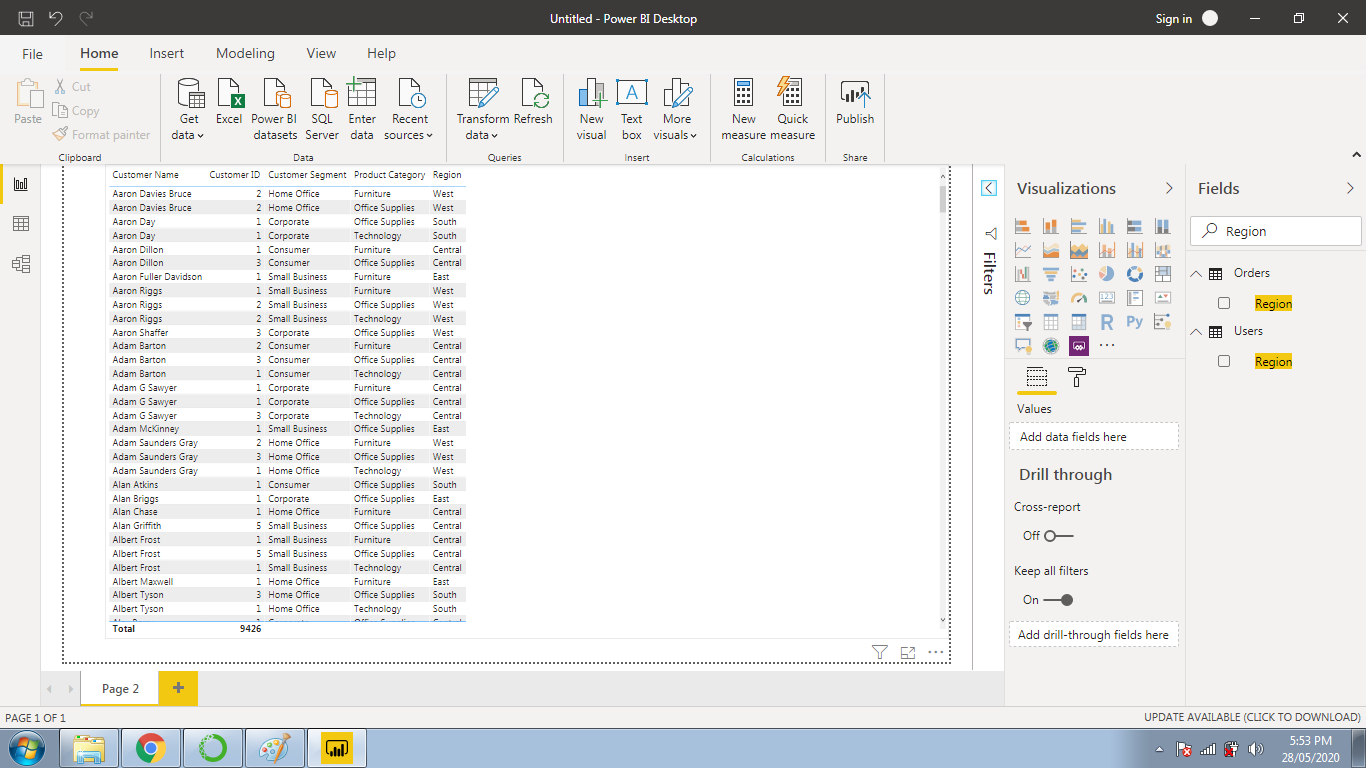 Untitled - Power BI Desktop
Sign in
File Home Insert Modeling View Help
Paste
Cut
Copy
Format painter
Clipboard
Get data
Excel
Power BI datasets
SQL Server
Enter data
Recent sources
Data
Transform data
Refresh
Queries
New visual
Text box
More visuals
Insert
New measure
Quick measure
Calculations
Publish
Share
Customer Name Customer ID Customer Segment Product Category Region
Aaron Davies Bruce 2 Home Office Furniture West
Aaron Davies Bruce 2 Home Office Office Supplies West
Aaron Day 1 Corporate Office Supplies South
Aaron Day 1 Corporate Technology South
Aaron Dillon 1 Consumer Furniture Central
Aaron Dillon 3 Consumer Office Supplies Central
Aaron Fuller Davidson 1 Small Business Furniture East
Aaron Riggs 1 Small Business Furniture West
Aaron Riggs 2 Small Business Office Supplies West
Aaron Riggs 2 Small Business Technology West
Aaron Shaffer 3 Corporate Office Supplies West
Adam Barton 2 Consumer Furniture Central
Adam Barton 3 Consumer Office Supplies Central
Adam Barton 1 Consumer Technology Central
Adam G Sawyer 1 Corporate Furniture Central
Adam G Sawyer 1 Corporate Office Supplies Central
Adam G Sawyer 3 Corporate Technology Central
Adam McKinney 1 Small Business Office Supplies East
Adam Saunders Gray 2 Home Office Furniture West
Adam Saunders Gray 3 Home Office Office Supplies West
Adam Saunders Gray 1 Home Office Technology West
Alan Atkins 1 Consumer Office Supplies South
Alan Briggs 1 Corporate Office Supplies East
Alan Chase 1 Home Office Furniture Central
Alan Griffith 5 Small Business Office Supplies Central
Albert Frost 1 Small Business Furniture Central
Albert Frost 5 Small Business Office Supplies Central
Albert Frost 1 Small Business Technology Central
Albert Maxwell 1 Home Office Furniture East
Albert Tyson 3 Home Office Office Supplies South
Albert Tyson 1 Home Office Technology South
Total 9426
Filters
Visualizations
123
R
Py
Values
Add data fields here
Drill through
Cross-report
Off
Keep all filters
On
Add drill-through fields here
Fields
Region
Orders
Region
Users
Region
Page 2
+
PAGE 1 OF 1
UPDATE AVAILABLE (CLICK TO DOWNLOAD)
5:53 PM
28/05/2020